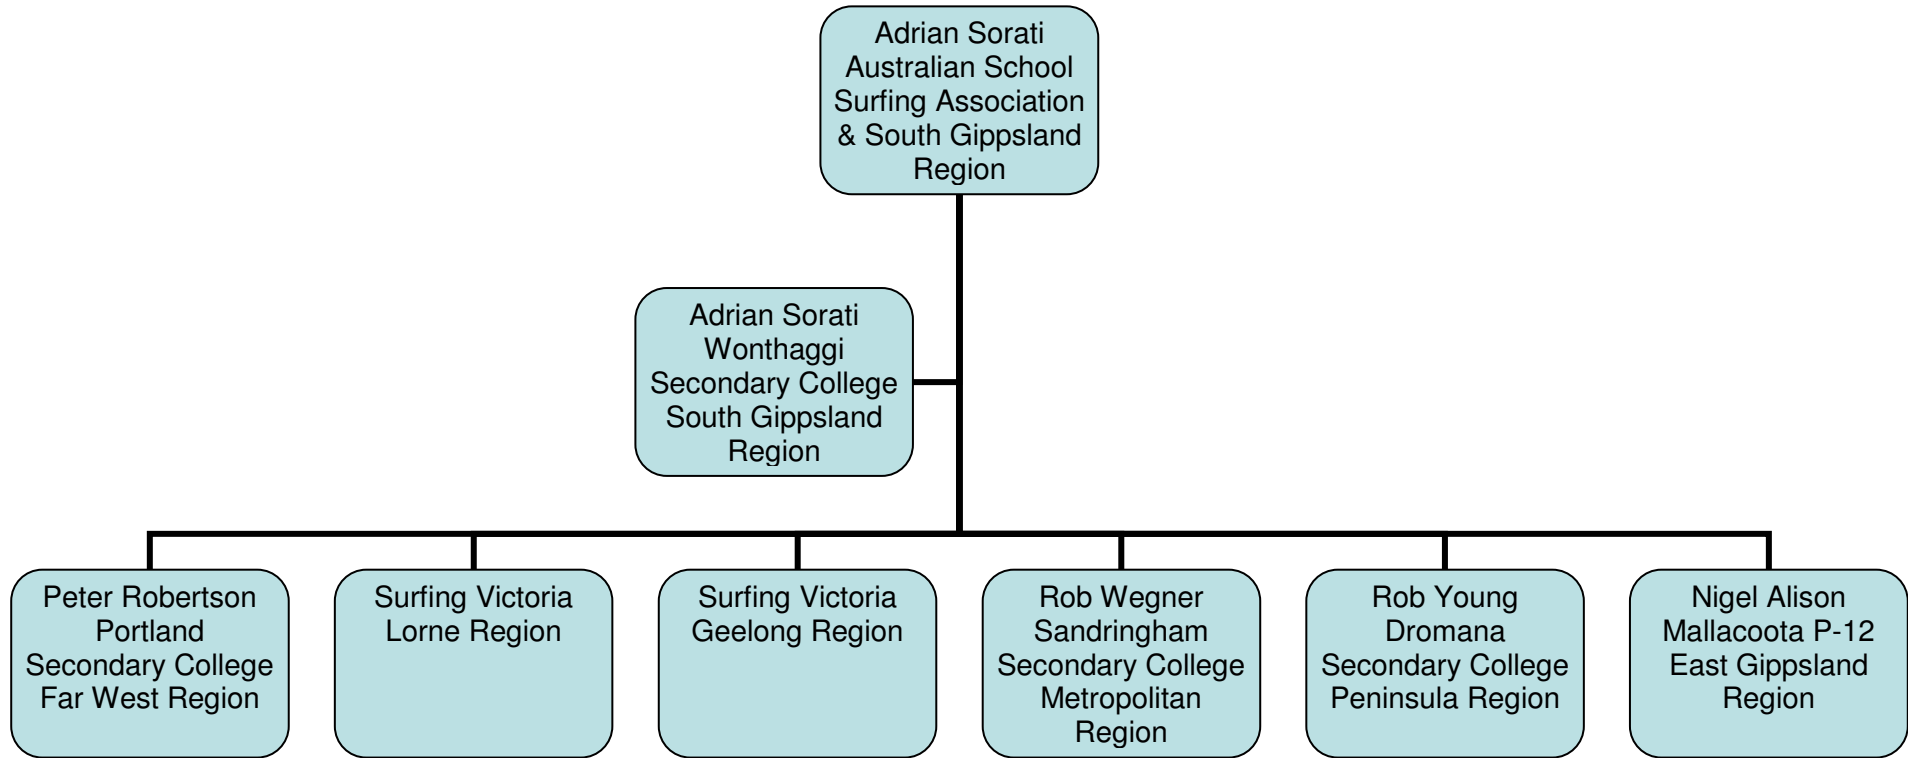 Adrian Sorati
Australian School
Surfing Association
& South Gippsland
Region
Adrian Sorati
Wonthaggi
Secondary College
South Gippsland
Region
Peter Robertson
Portland
Secondary College
Far West Region
Surfing Victoria
Lorne Region
Surfing Victoria
Geelong Region
Rob Wegner
Sandringham
Secondary College
Metropolitan
Region
Rob Young
Dromana
Secondary College
Peninsula Region
Nigel Alison
Mallacoota P-12
East Gippsland
Region